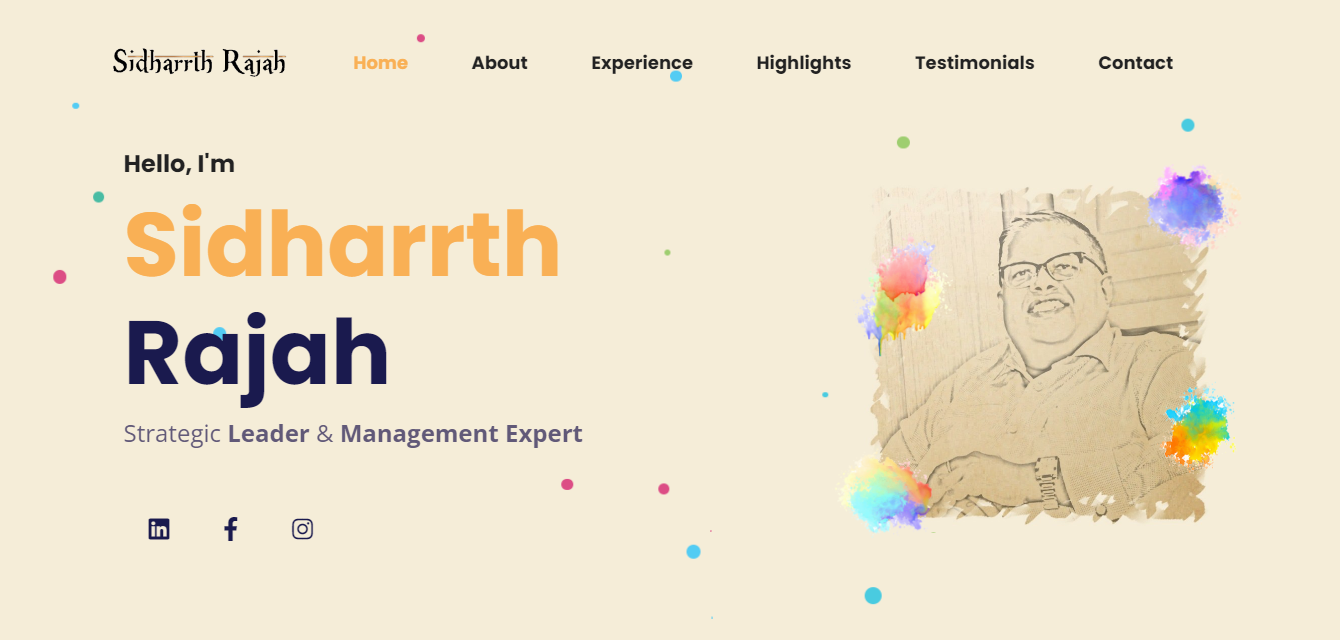 Sidharrth Rajah
Home About Experience Highlights Testimonials Contact
Hello, I'm
Sidharrth
Rajah
Strategic Leader & Management Expert